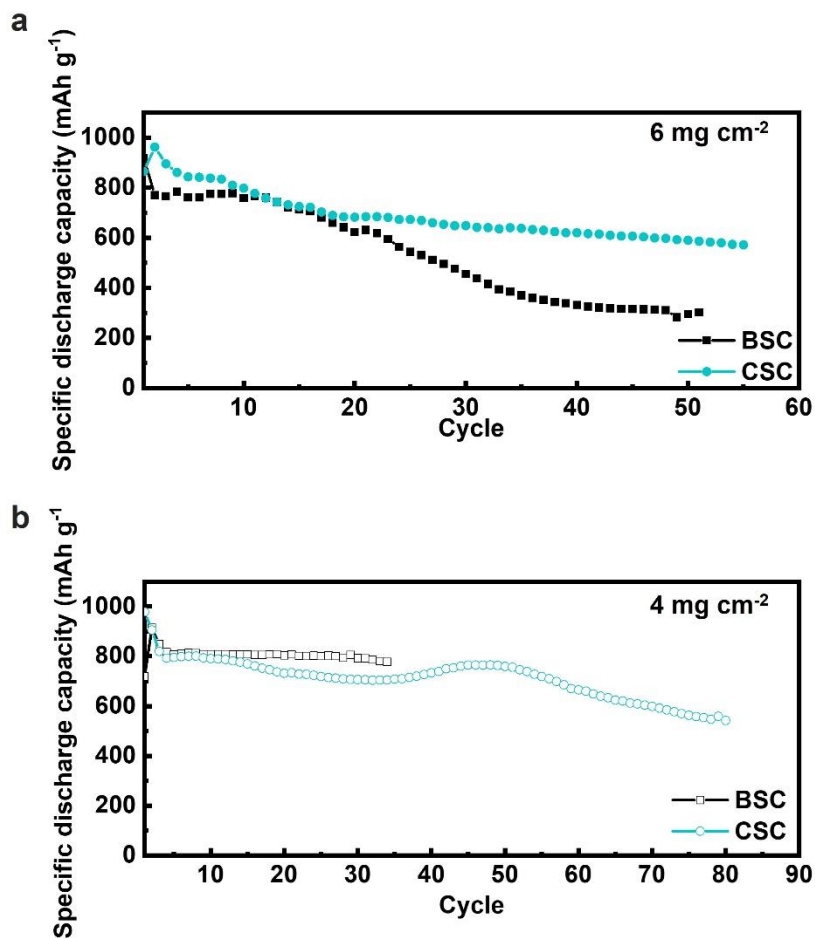 a
Specific discharge capacity (mAh g⁻¹)
1000
800
600
400
200
0
6 mg cm⁻²
BSC
CSC
10
20
30
40
50
60
Cycle
b
Specific discharge capacity (mAh g⁻¹)
1000
800
600
400
200
0
4 mg cm⁻²
BSC
CSC
10
20
30
40
50
60
70
80
90
Cycle